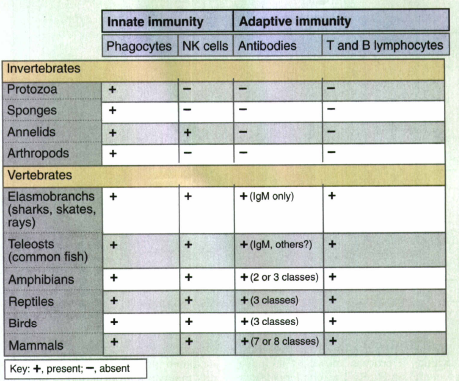 Innate immunity Adaptive immunity
Phagocytes NK cells Antibodies T and B lymphocytes
Invertebrates
Protozoa + − − −
Sponges + − − −
Annelids + + − −
Arthropods + − − −
Vertebrates
Elasmobranchs + + + (IgM only) +
(sharks, skates,
rays)
Teleosts + + + (IgM, others?) +
(common fish)
Amphibians + + + (2 or 3 classes) +
Reptiles + + + (3 classes) +
Birds + + + (3 classes) +
Mammals + + + (7 or 8 classes) +
Key: +, present; −, absent